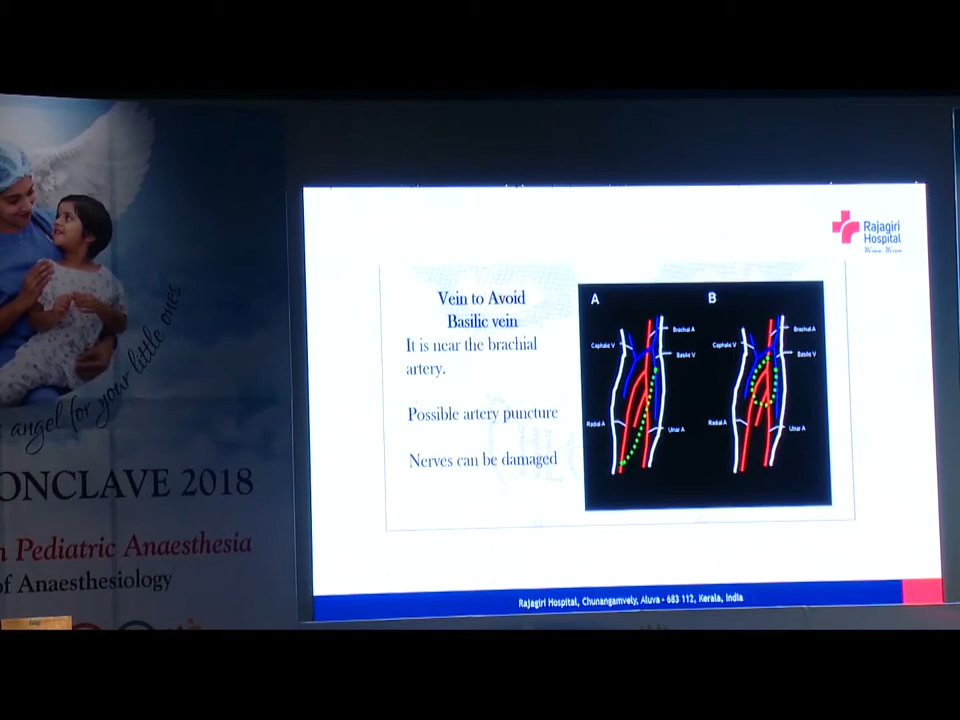 angel for your little ones
ONCLAVE 2018
Pediatric Anaesthesia
of Anaesthesiology
Rajagiri
Hospital
Vein to Avoid
Basilic vein
It is near the brachial
artery.
Possible artery puncture
Nerves can be damaged
A
Cephalic V
Brachial A
Basilic V
Radial A
Ulnar A
B
Cephalic V
Brachial A
Basilic V
Radial A
Ulnar A
Rajagiri Hospital, Chunangamvely, Aluva - 683 112, Kerala, India